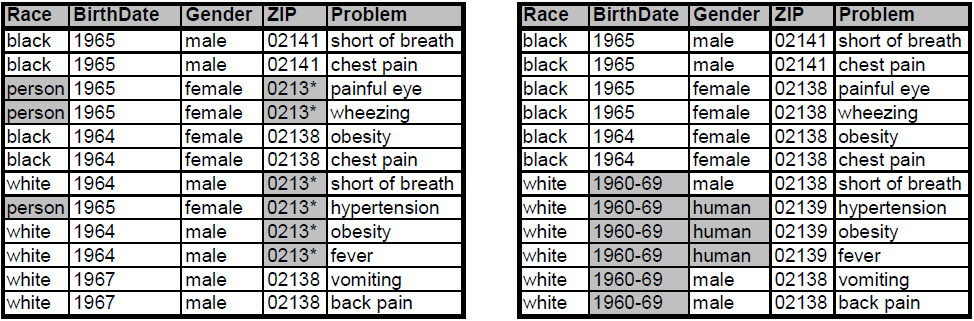 Race BirthDate Gender ZIP Problem
black 1965 male 02141 short of breath
black 1965 male 02141 chest pain
person 1965 female 0213* painful eye
person 1965 female 0213* wheezing
black 1964 female 02138 obesity
black 1964 female 02138 chest pain
white 1964 male 0213* short of breath
person 1965 female 0213* hypertension
white 1964 male 0213* obesity
white 1964 male 0213* fever
white 1967 male 02138 vomiting
white 1967 male 02138 back pain
Race BirthDate Gender ZIP Problem
black 1965 male 02141 short of breath
black 1965 male 02141 chest pain
black 1965 female 02138 painful eye
black 1965 female 02138 wheezing
black 1964 female 02138 obesity
black 1964 female 02138 chest pain
white 1960-69 male 02138 short of breath
white 1960-69 human 02139 hypertension
white 1960-69 human 02139 obesity
white 1960-69 human 02139 fever
white 1960-69 male 02138 vomiting
white 1960-69 male 02138 back pain